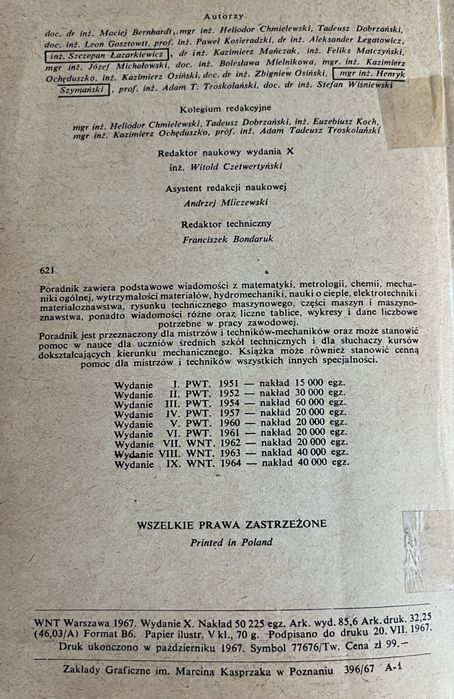 Autorzy
doc. dr inż. Maciej Bernhardt, mgr inż. Heliodor Chmielewski, Tadeusz Dobrzański,
doc. inż. Leon Gosztowtt, prof. inż. Paweł Kosieradzki, dr inż. Aleksander Legatowicz,
inż. Szczepan Łazarkiewicz, dr inż. Kazimierz Mańczak, inż. Feliks Matczyński,
mgr inż. Józef Michałowski, doc. inż. Bolesława Mielnikowa, mgr. inż. Kazimierz
Ochęduszko, inż. Kazimierz Osiński, doc. dr inż. Zbigniew Osiński, mgr inż. Henryk
Szymański, prof. inż. Adam T. Troskolański, doc. dr inż. Stefan Wiśniewski
Kolegium redakcyjne
mgr inż. Heliodor Chmielewski, Tadeusz Dobrzański, inż. Euzebiusz Koch,
mgr inż. Kazimierz Ochęduszko, prof. inż. Adam Tadeusz Troskolański
Redaktor naukowy wydania X
inż. Witold Czetwertyński
Asystent redakcji naukowej
Andrzej Mliczewski
Redaktor techniczny
Franciszek Bondaruk
621
Poradnik zawiera podstawowe wiadomości z matematyki, metrologii, chemii, mecha-
niki ogólnej, wytrzymałości materiałów, hydromechaniki, nauki o cieple, elektrotechniki
materiałoznawstwa, rysunku technicznego maszynowego, części maszyn i maszyno-
znawstwa, ponadto wiadomości różne oraz liczne tablice, wykresy i dane liczbowe
potrzebne w pracy zawodowej.
Poradnik jest przeznaczony dla mistrzów i techników-mechaników oraz może stanowić
pomoc w nauce dla uczniów średnich szkół technicznych i dla słuchaczy kursów
dokształcających kierunku mechanicznego. Książka może również stanowić cenną
pomoc dla mistrzów i techników wszystkich innych specjalności.
Wydanie I. PWT. 1951 — nakład 15 000 egz.
Wydanie II. PWT. 1952 — nakład 30 000 egz.
Wydanie III. PWT. 1954 — nakład 60 000 egz.
Wydanie IV. PWT. 1957 — nakład 20 000 egz.
Wydanie V. PWT. 1960 — nakład 20 000 egz.
Wydanie VI. PWT. 1961 — nakład 20 000 egz.
Wydanie VII. WNT. 1962 — nakład 20 000 egz.
Wydanie VIII. WNT. 1963 — nakład 40 000 egz.
Wydanie IX. WNT. 1964 — nakład 40 000 egz.
WSZELKIE PRAWA ZASTRZEŻONE
Printed in Poland
WNT Warszawa 1967. Wydanie X. Nakład 50 225 egz. Ark. wyd. 85,6 Ark. druk. 32,25
(46,03/A) Format B6. Papier ilustr. V kl., 70 g. Podpisano do druku 20. VII. 1967.
Druk ukończono w październiku 1967. Symbol 77676/Tw. Cena zł 99.—
Zakłady Graficzne im. Marcina Kasprzaka w Poznaniu 396/67 A-1